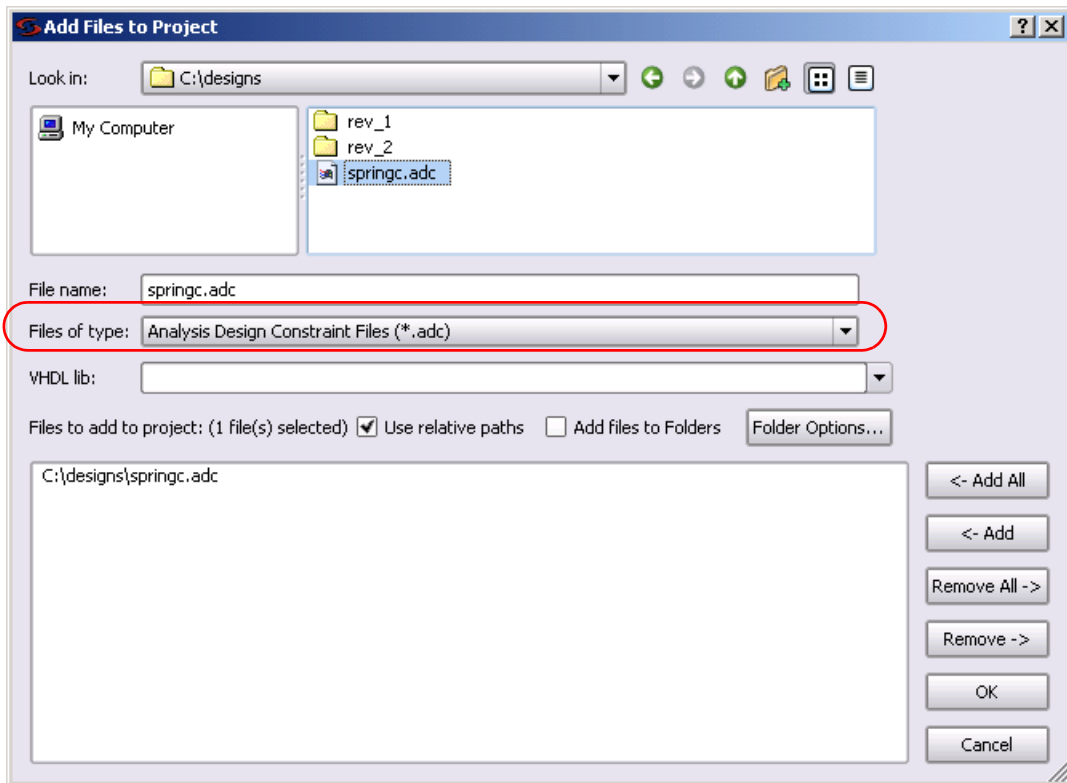 Add Files to Project
Look in: C:\designs
My Computer
rev_1
rev_2
springc.adc
File name: springc.adc
Files of type: Analysis Design Constraint Files (*.adc)
VHDL lib:
Files to add to project: (1 file(s) selected) Use relative paths Add files to Folders Folder Options...
C:\designs\springc.adc
<- Add All
<- Add
Remove All ->
Remove ->
OK
Cancel